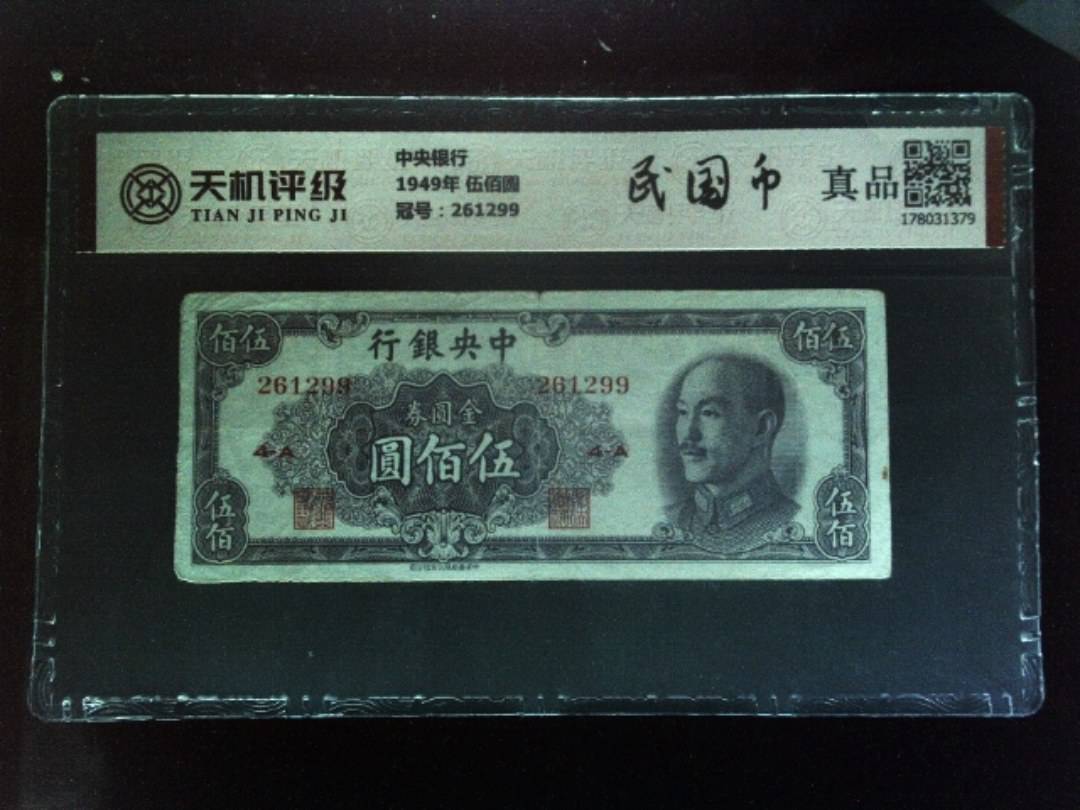 天机评级
TIAN JI PING JI
中央银行
1949年 伍佰圓
冠号：261299
民国币
真品
178031379
伍佰
行銀央中
伍佰
261299
261299
券圓金
圓佰伍
4-A
4-A
伍佰
伍佰